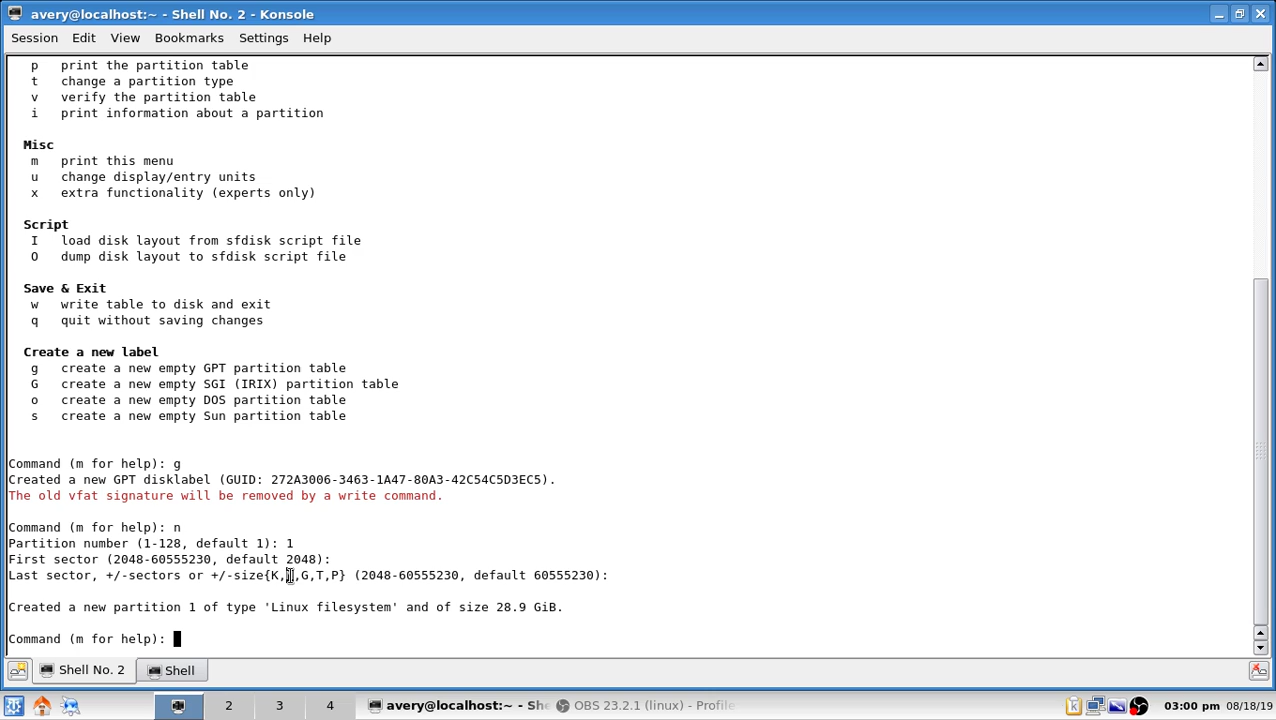 avery@localhost:~ - Shell No. 2 - Konsole
Session Edit View Bookmarks Settings Help
p print the partition table
t change a partition type
v verify the partition table
i print information about a partition
Misc
m print this menu
u change display/entry units
x extra functionality (experts only)
Script
I load disk layout from sfdisk script file
O dump disk layout to sfdisk script file
Save & Exit
w write table to disk and exit
q quit without saving changes
Create a new label
g create a new empty GPT partition table
G create a new empty SGI (IRIX) partition table
o create a new empty DOS partition table
s create a new empty Sun partition table
Command (m for help): g
Created a new GPT disklabel (GUID: 272A3006-3463-1A47-80A3-42C54C5D3EC5).
The old vfat signature will be removed by a write command.
Command (m for help): n
Partition number (1-128, default 1): 1
First sector (2048-60555230, default 2048):
Last sector, +/-sectors or +/-size{K,,G,T,P} (2048-60555230, default 60555230):
Created a new partition 1 of type 'Linux filesystem' and of size 28.9 GiB.
Command (m for help):
Shell No. 2 Shell
2 3 4 avery@localhost:~ - She OBS 23.2.1 (linux) - Profile 03:00 pm 08/18/19